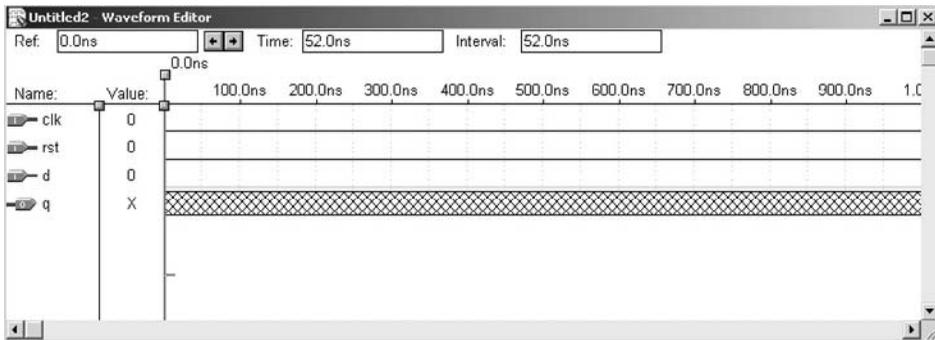 Untitled2 - Waveform Editor
Ref: 0.0ns Time: 52.0ns Interval: 52.0ns
0.0ns
Name: Value: 100.0ns 200.0ns 300.0ns 400.0ns 500.0ns 600.0ns 700.0ns 800.0ns 900.0ns 1.0
clk 0
rst 0
d 0
q X